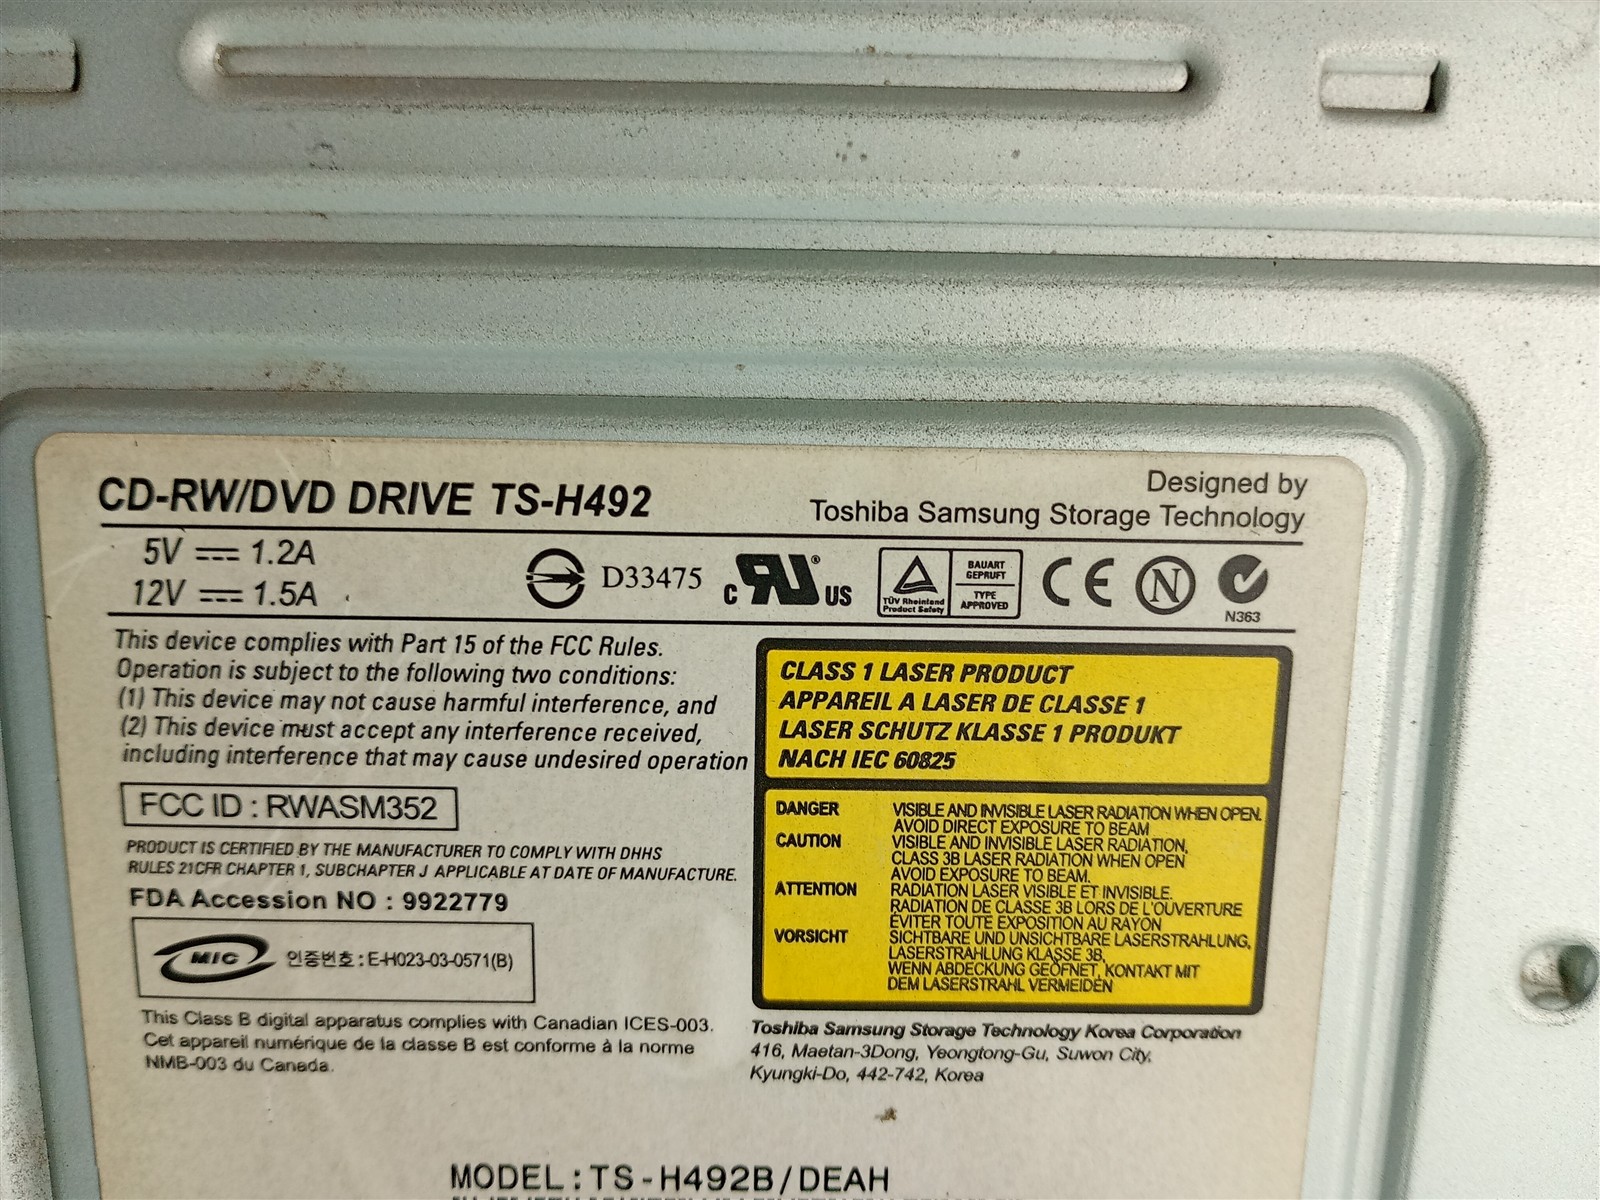 CD-RW/DVD DRIVE TS-H492
Designed by
Toshiba Samsung Storage Technology
5V ⎓ 1.2A
12V ⎓ 1.5A
D33475
c RU® US
TÜV Rheinland
Product Safety
BAUART
GEPRUFT
TYPE
APPROVED
CE
N
N363
This device complies with Part 15 of the FCC Rules.
Operation is subject to the following two conditions:
(1) This device may not cause harmful interference, and
(2) This device must accept any interference received,
including interference that may cause undesired operation
FCC ID : RWASM352
PRODUCT IS CERTIFIED BY THE MANUFACTURER TO COMPLY WITH DHHS
RULES 21CFR CHAPTER 1, SUBCHAPTER J APPLICABLE AT DATE OF MANUFACTURE.
FDA Accession NO : 9922779
MIC 인증번호 : E-H023-03-0571(B)
This Class B digital apparatus complies with Canadian ICES-003.
Cet appareil numérique de la classe B est conforme à la norme
NMB-003 du Canada.
CLASS 1 LASER PRODUCT
APPAREIL A LASER DE CLASSE 1
LASER SCHUTZ KLASSE 1 PRODUKT
NACH IEC 60825
DANGER VISIBLE AND INVISIBLE LASER RADIATION WHEN OPEN.
AVOID DIRECT EXPOSURE TO BEAM
CAUTION VISIBLE AND INVISIBLE LASER RADIATION,
CLASS 3B LASER RADIATION WHEN OPEN
AVOID EXPOSURE TO BEAM.
ATTENTION RADIATION LASER VISIBLE ET INVISIBLE.
RADIATION DE CLASSE 3B LORS DE L'OUVERTURE
EVITER TOUTE EXPOSITION AU RAYON
VORSICHT SICHTBARE UND UNSICHTBARE LASERSTRAHLUNG,
LASERSTRAHLUNG KLASSE 3B,
WENN ABDECKUNG GEÖFNET, KONTAKT MIT
DEM LASERSTRAHL VERMEIDEN
Toshiba Samsung Storage Technology Korea Corporation
416, Maetan-3Dong, Yeongtong-Gu, Suwon City,
Kyungki-Do, 442-742, Korea
MODEL : TS-H492B/DEAH